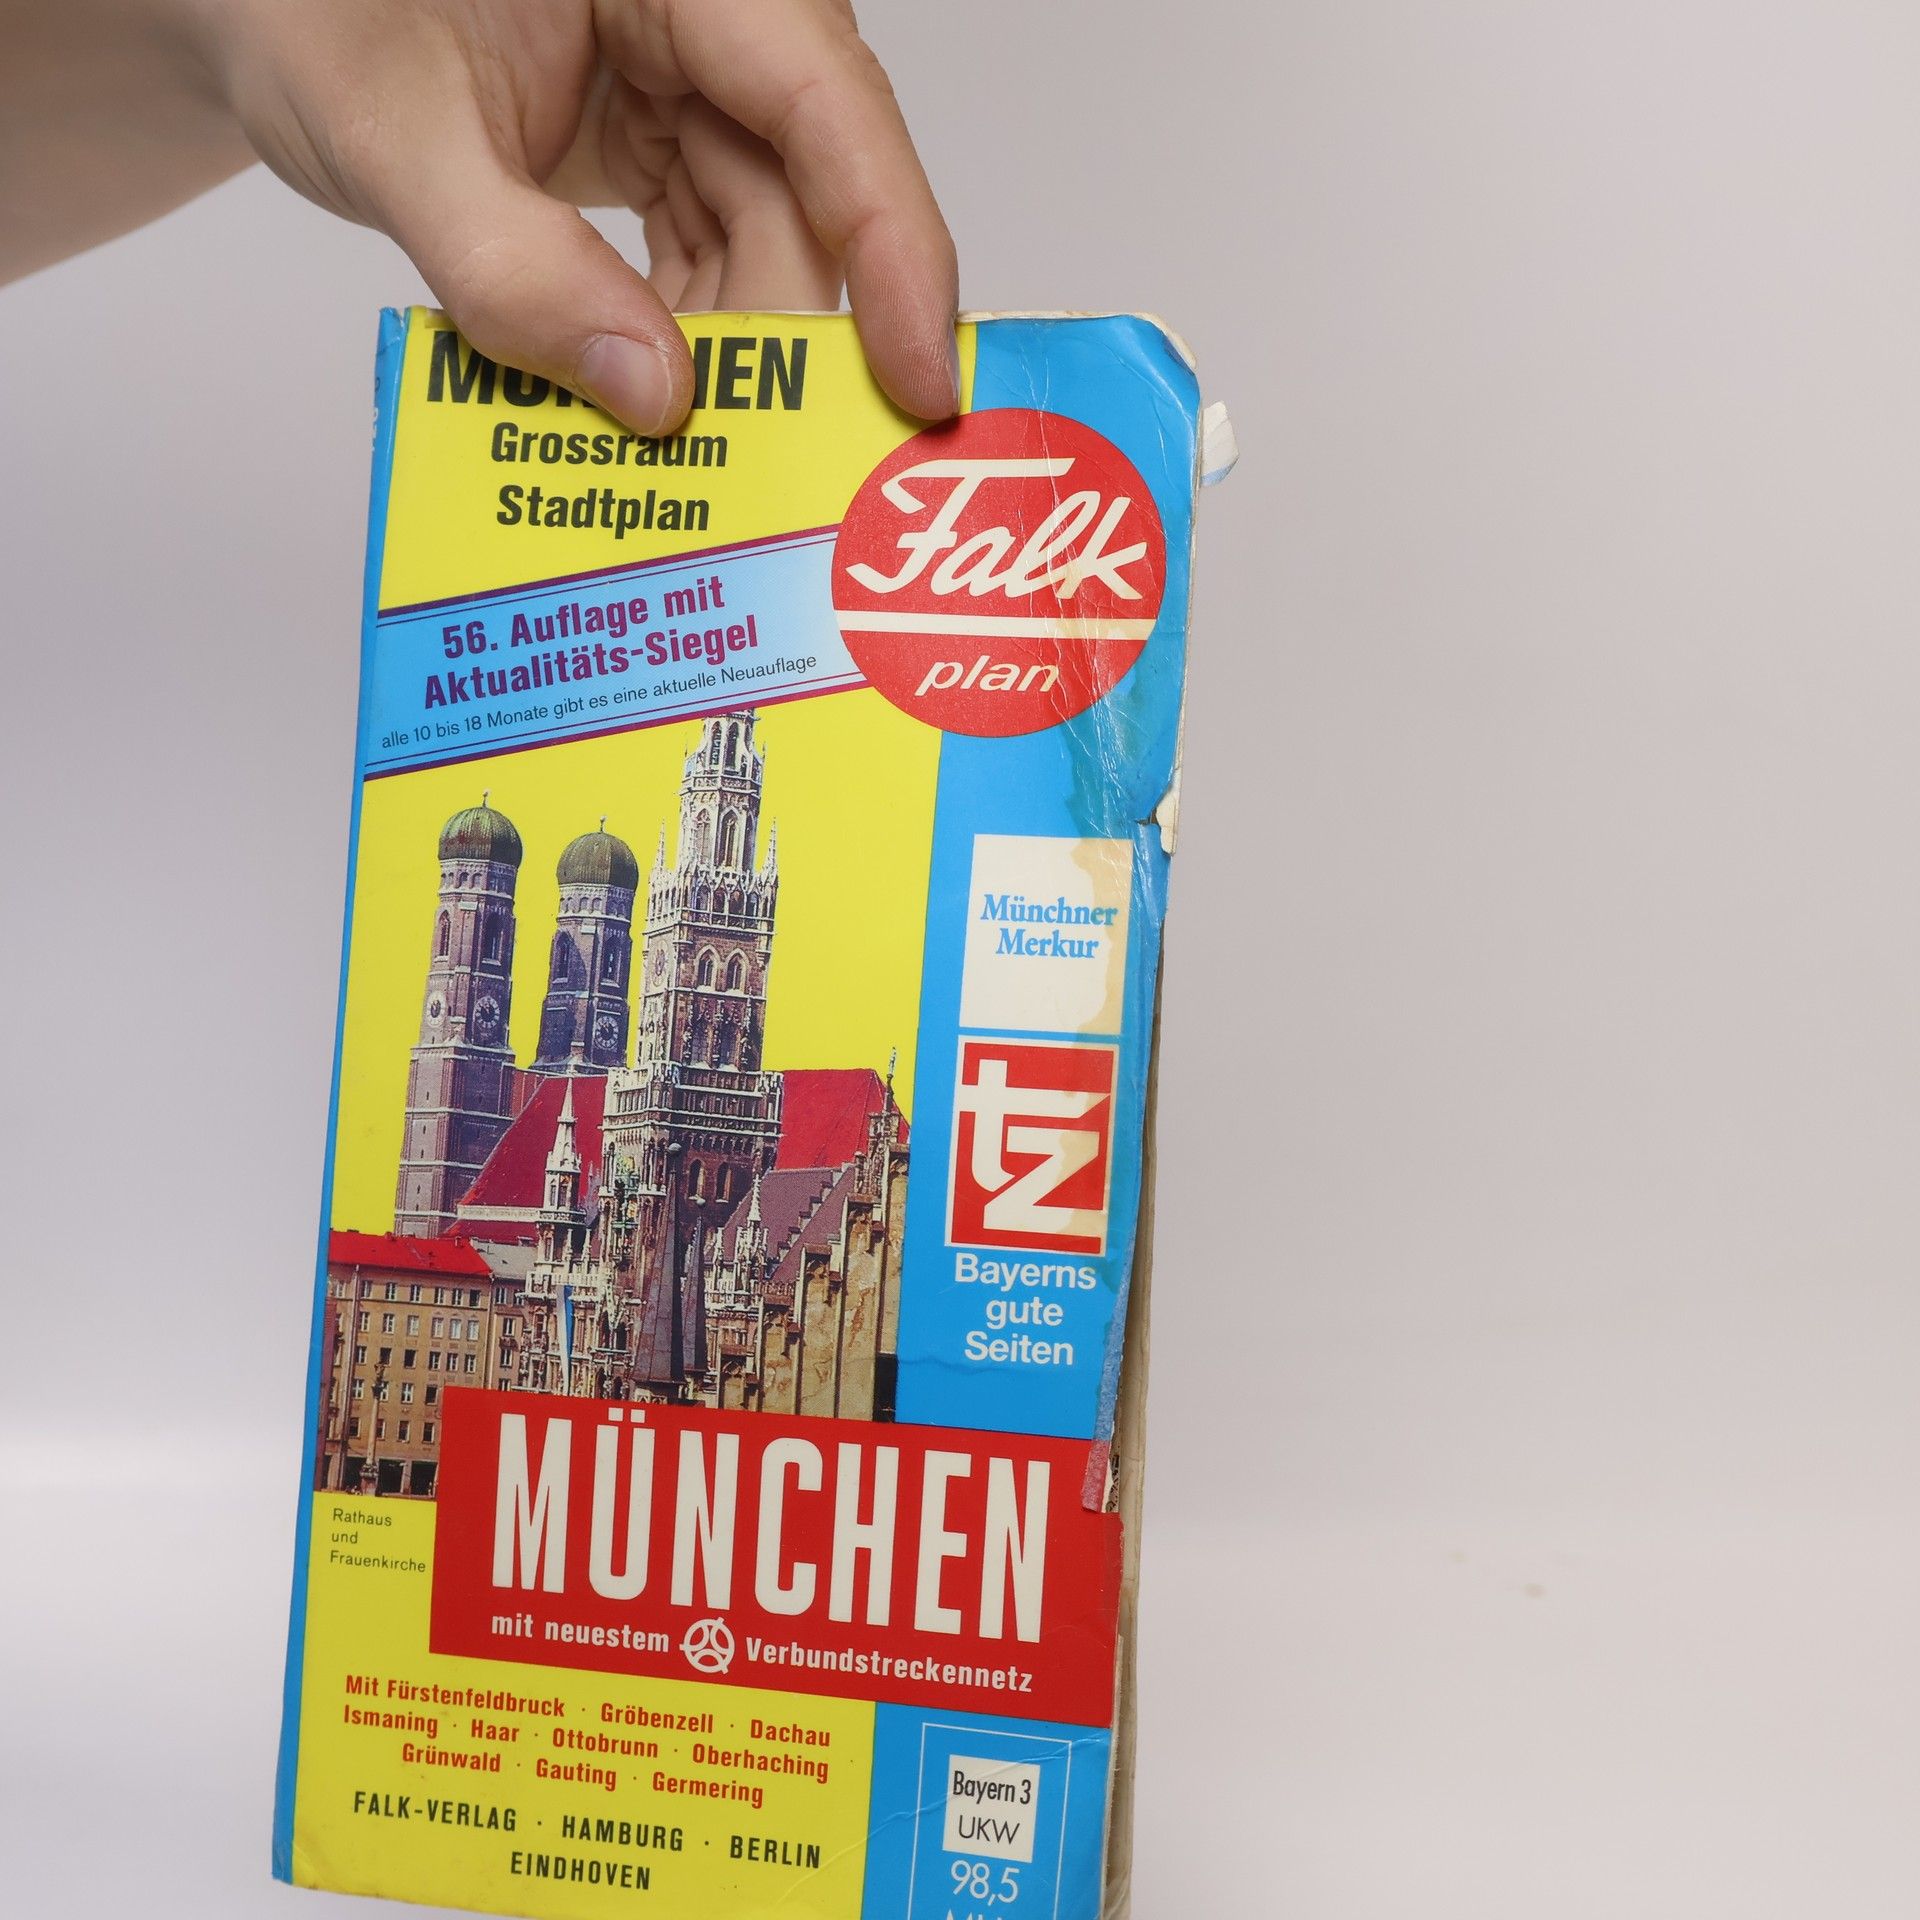 Grossraum
Stadtplan
Falk
plan
56. Auflage mit
Aktualitäts-Siegel
alle 10 bis 18 Monate gibt es eine aktuelle Neuauflage
Münchner
Merkur
tz
Bayerns
gute
Seiten
MÜNCHEN
mit neuestem Verbundstreckennetz
Rathaus
und
Frauenkirche
Mit Fürstenfeldbruck · Gröbenzell · Dachau
Ismaning · Haar · Ottobrunn · Oberhaching
Grünwald · Gauting · Germering
FALK-VERLAG · HAMBURG · BERLIN
EINDHOVEN
Bayern 3
UKW
98,5